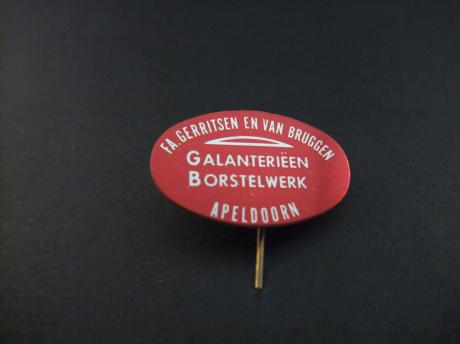 FA. GERRITSEN EN VAN BRUGGEN
GALANTERIEËN
BORSTELWERK
APELDOORN